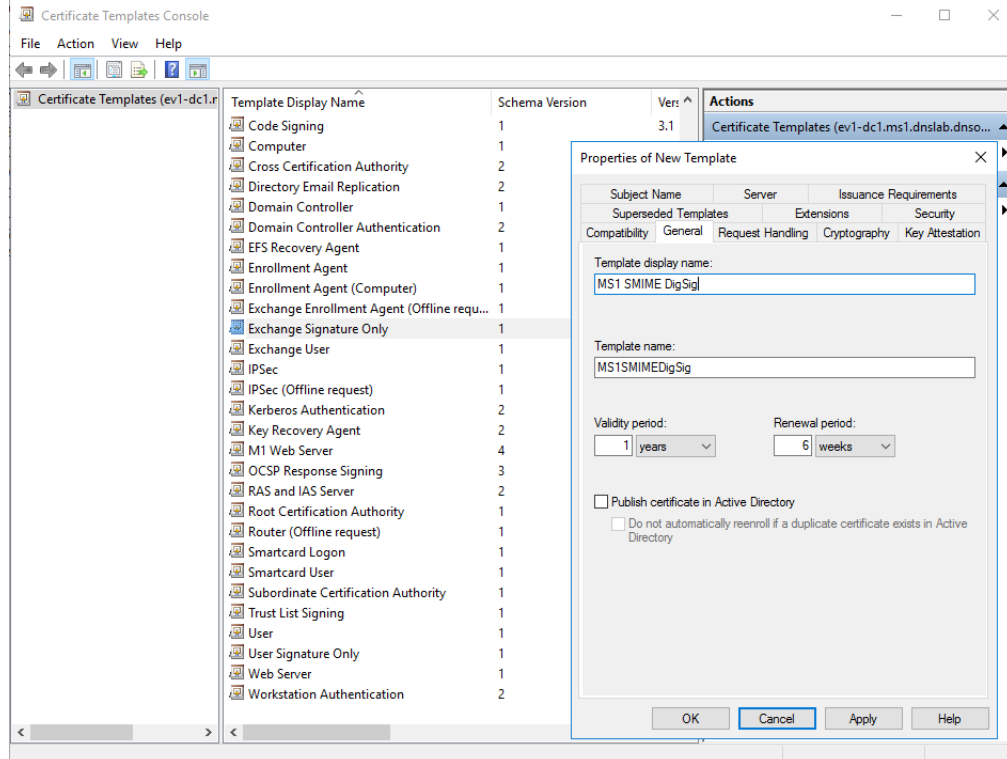 Certificate Templates Console
File Action View Help
Certificate Templates (ev1-dc1.r
Template Display Name Schema Version Vers
Code Signing 1 3.1
Computer 1
Cross Certification Authority 2
Directory Email Replication 2
Domain Controller 1
Domain Controller Authentication 2
EFS Recovery Agent 1
Enrollment Agent 1
Enrollment Agent (Computer) 1
Exchange Enrollment Agent (Offline requ... 1
Exchange Signature Only 1
Exchange User 1
IPSec 1
IPSec (Offline request) 1
Kerberos Authentication 2
Key Recovery Agent 2
M1 Web Server 4
OCSP Response Signing 3
RAS and IAS Server 2
Root Certification Authority 1
Router (Offline request) 1
Smartcard Logon 1
Smartcard User 1
Subordinate Certification Authority 1
Trust List Signing 1
User 1
User Signature Only 1
Web Server 1
Workstation Authentication 2
Actions
Certificate Templates (ev1-dc1.ms1.dnslab.dnso...
Properties of New Template
Subject Name Server Issuance Requirements
Superseded Templates Extensions Security
Compatibility General Request Handling Cryptography Key Attestation
Template display name:
MS1 SMIME DigSig
Template name:
MS1SMIMEDigSig
Validity period: Renewal period:
1 years 6 weeks
Publish certificate in Active Directory
Do not automatically reenroll if a duplicate certificate exists in Active
Directory
OK Cancel Apply Help